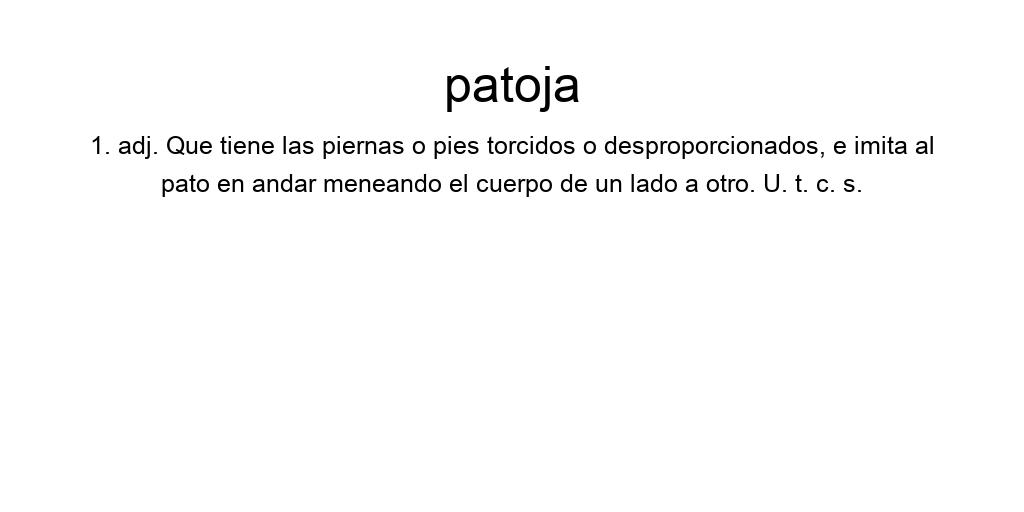 patoja
1. adj. Que tiene las piernas o pies torcidos o desproporcionados, e imita al
pato en andar meneando el cuerpo de un lado a otro. U. t. c. s.